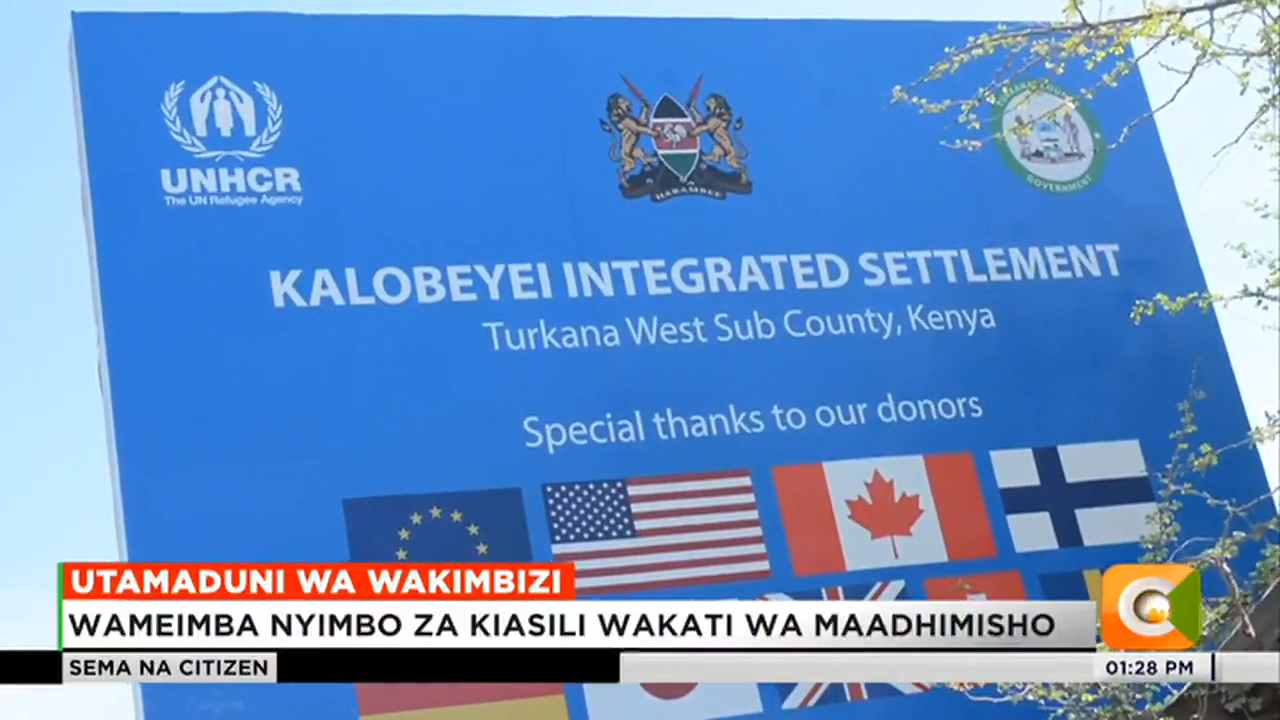 UNHCR
The UN Refugee Agency
HARAMBEE
GOVERNMENT
KALOBEYEI INTEGRATED SETTLEMENT
Turkana West Sub County, Kenya
Special thanks to our donors
UTAMADUNI WA WAKIMBIZI
WAMEIMBA NYIMBO ZA KIASILI WAKATI WA MAADHIMISHO
SEMA NA CITIZEN
01:28 PM